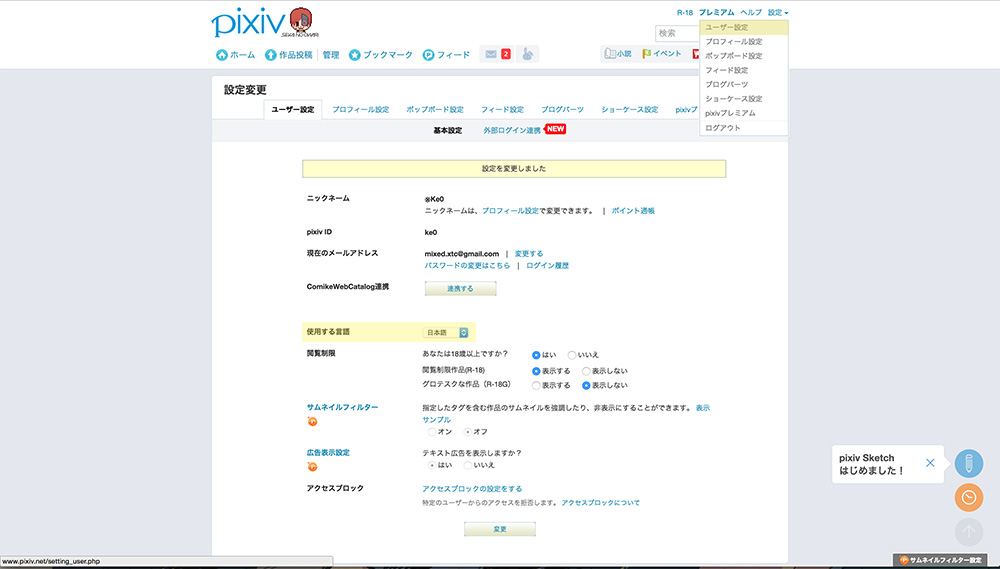 pixiv
SEKAI NO OWARI
R-18 プレミアム ヘルプ 設定
検索
ユーザー設定
プロフィール設定
ポップボード設定
フィード設定
ブログパーツ
ショーケース設定
pixivプレミアム
ログアウト
ホーム 作品投稿 管理 ブックマーク フィード 2 小説 イベント
設定変更
ユーザー設定 プロフィール設定 ポップボード設定 フィード設定 ブログパーツ ショーケース設定 pixivプ
基本設定 外部ログイン連携 NEW
設定を変更しました
ニックネーム ※Ke0
ニックネームは、プロフィール設定で変更できます。 | ポイント通帳
pixiv ID ke0
現在のメールアドレス mixed.xtc@gmail.com | 変更する
パスワードの変更はこちら | ログイン履歴
ComikeWebCatalog連携 連携する
使用する言語 日本語
閲覧制限 あなたは18歳以上ですか? はい いいえ
閲覧制限作品(R-18) 表示する 表示しない
グロテスクな作品（R-18G） 表示する 表示しない
サムネイルフィルター 指定したタグを含む作品のサムネイルを強調したり、非表示にすることができます。 表示
サンプル
オン オフ
広告表示設定 テキスト広告を表示しますか?
はい いいえ
アクセスブロック アクセスブロックの設定をする
特定のユーザーからのアクセスを拒否します。 アクセスブロックについて
変更
pixiv Sketch
はじめました！
www.pixiv.net/setting_user.php
サムネイルフィルター設定